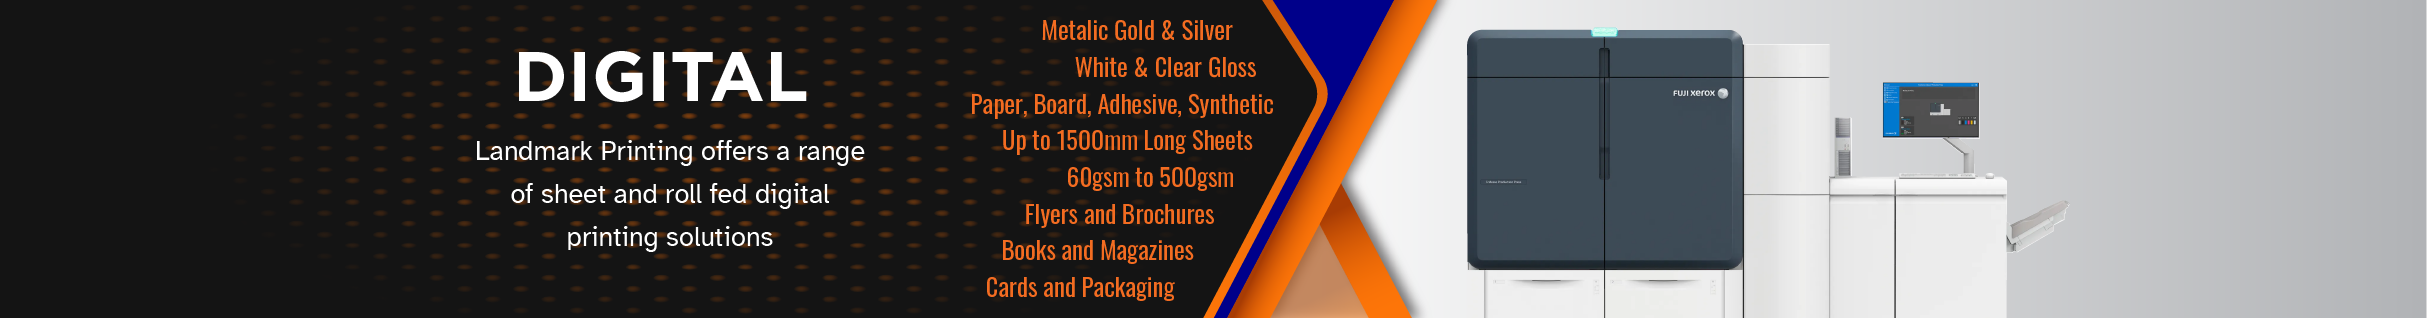 DIGITAL
Landmark Printing offers a range
of sheet and roll fed digital
printing solutions
Metalic Gold & Silver
White & Clear Gloss
Paper, Board, Adhesive, Synthetic
Up to 1500mm Long Sheets
60gsm to 500gsm
Flyers and Brochures
Books and Magazines
Cards and Packaging
FUJI xerox